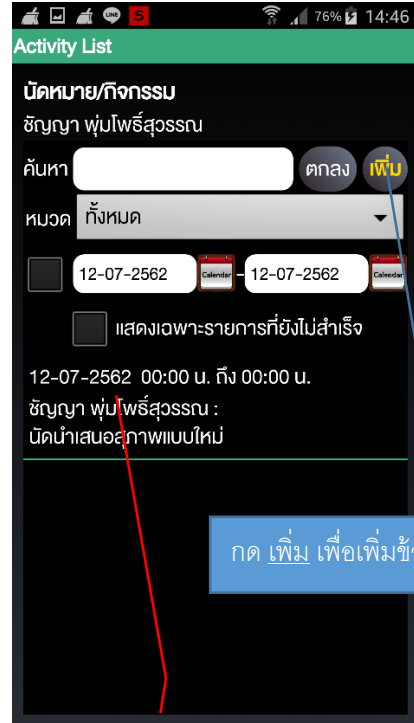 LINE S 76% 14:46
Activity List
นัดหมาย/กิจกรรม
ชัญญา พุ่มโพธิ์สุวรรณ
ค้นหา ตกลง เพิ่ม
หมวด ทั้งหมด
12-07-2562 Calendar - 12-07-2562 Calendar
แสดงเฉพาะรายการที่ยังไม่สำเร็จ
12-07-2562 00:00 น. ถึง 00:00 น.
ชัญญา พุ่มโพธิ์สุวรรณ :
นัดนำเสนอสุภาพแบบใหม่
กด เพิ่ม เพื่อเพิ่มข้